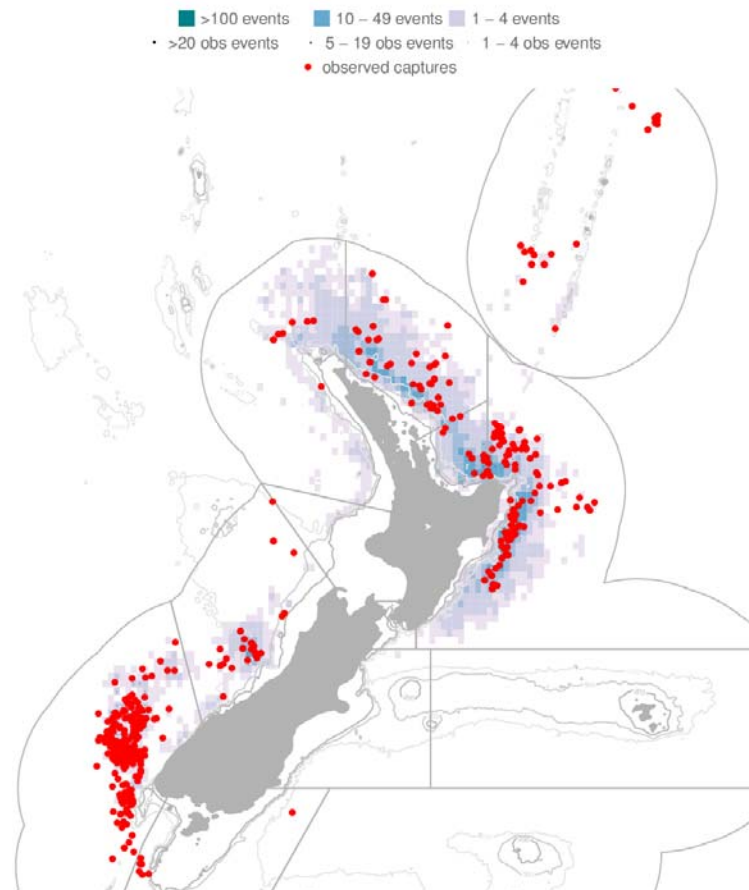 >100 events 10 – 49 events 1 – 4 events
>20 obs events 5 – 19 obs events 1 – 4 obs events
observed captures